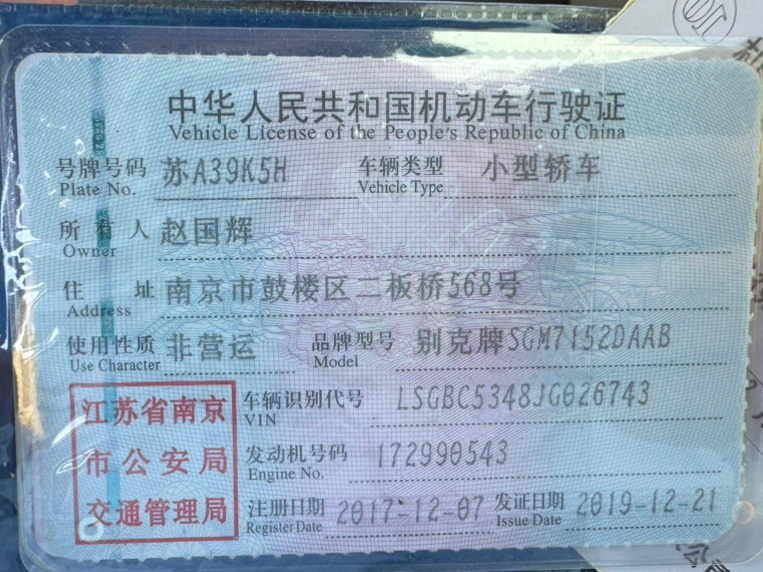 中华人民共和国机动车行驶证
Vehicle License of the People's Republic of China
号牌号码 苏A39K5H 车辆类型 小型轿车
Plate No. Vehicle Type
所有人 赵国辉
Owner
住址 南京市鼓楼区二板桥568号
Address
使用性质 非营运 品牌型号 别克牌SGM7152DAAB
Use Character Model
江苏省南京
市公安局
交通管理局
车辆识别代号 LSGBC5348JG026743
VIN
发动机号码 172990543
Engine No.
注册日期 2017-12-07 发证日期 2019-12-21
Register Date Issue Date